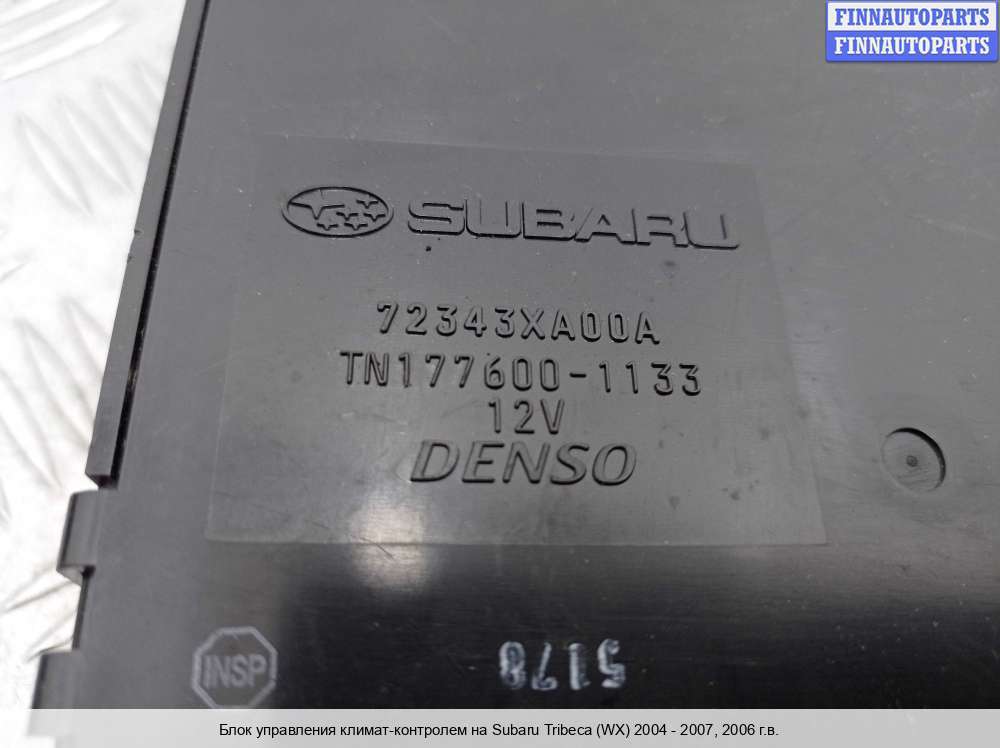 FINNAUTOPARTS
FINNAUTOPARTS
SUBARU
72343XA00A
TN177600-1133
12V
DENSO
INSP
5178
Блок управления климат-контролем на Subaru Tribeca (WX) 2004 - 2007, 2006 г.в.